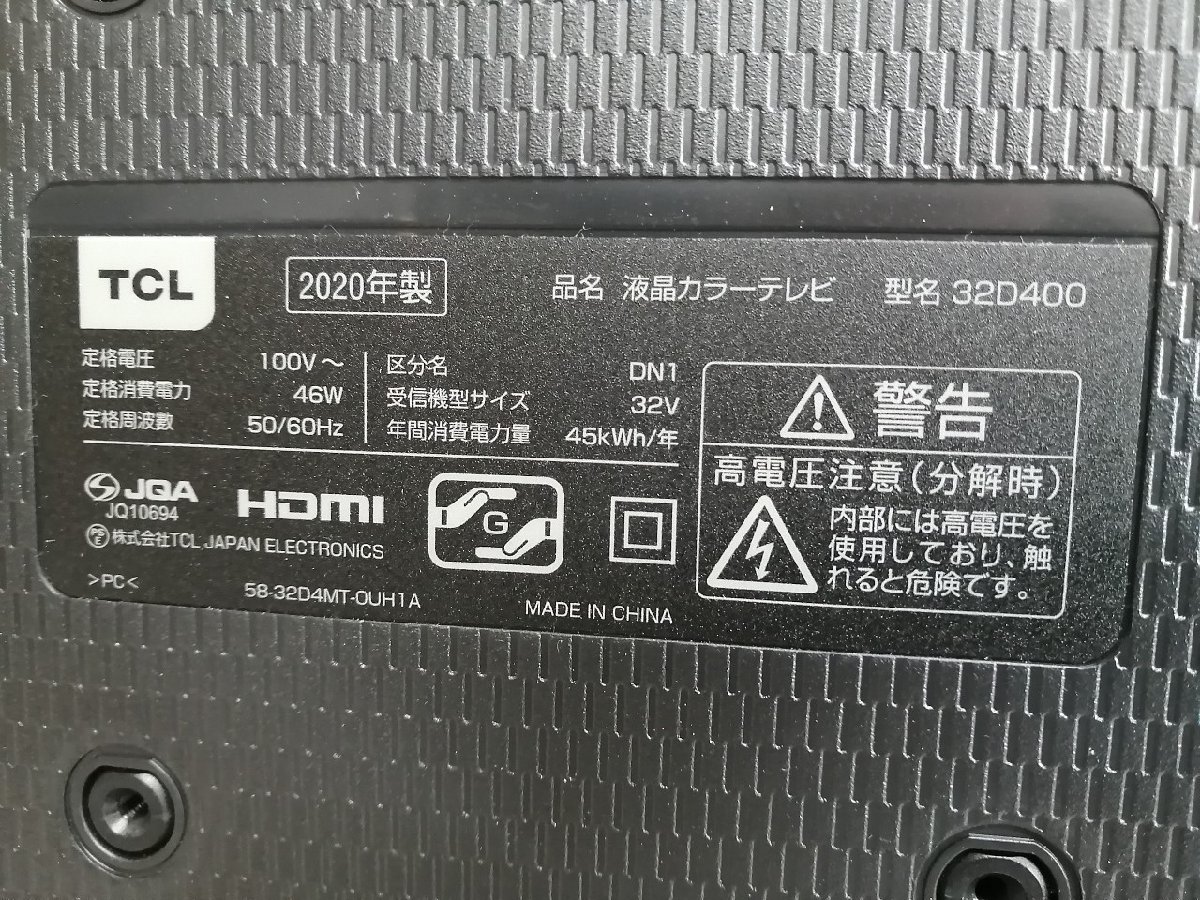 TCL
2020年製
品名 液晶カラーテレビ 型名 32D400
定格電圧 100V～
定格消費電力 46W
定格周波数 50/60Hz
区分名 DN1
受信機型サイズ 32V
年間消費電力量 45kWh/年
JQA
JQ10694
HDMI
G
株式会社TCL JAPAN ELECTRONICS
>PC<
58-32D4MT-0UH1A
MADE IN CHINA
警告
高電圧注意(分解時)
内部には高電圧を
使用しており、触
れると危険です。